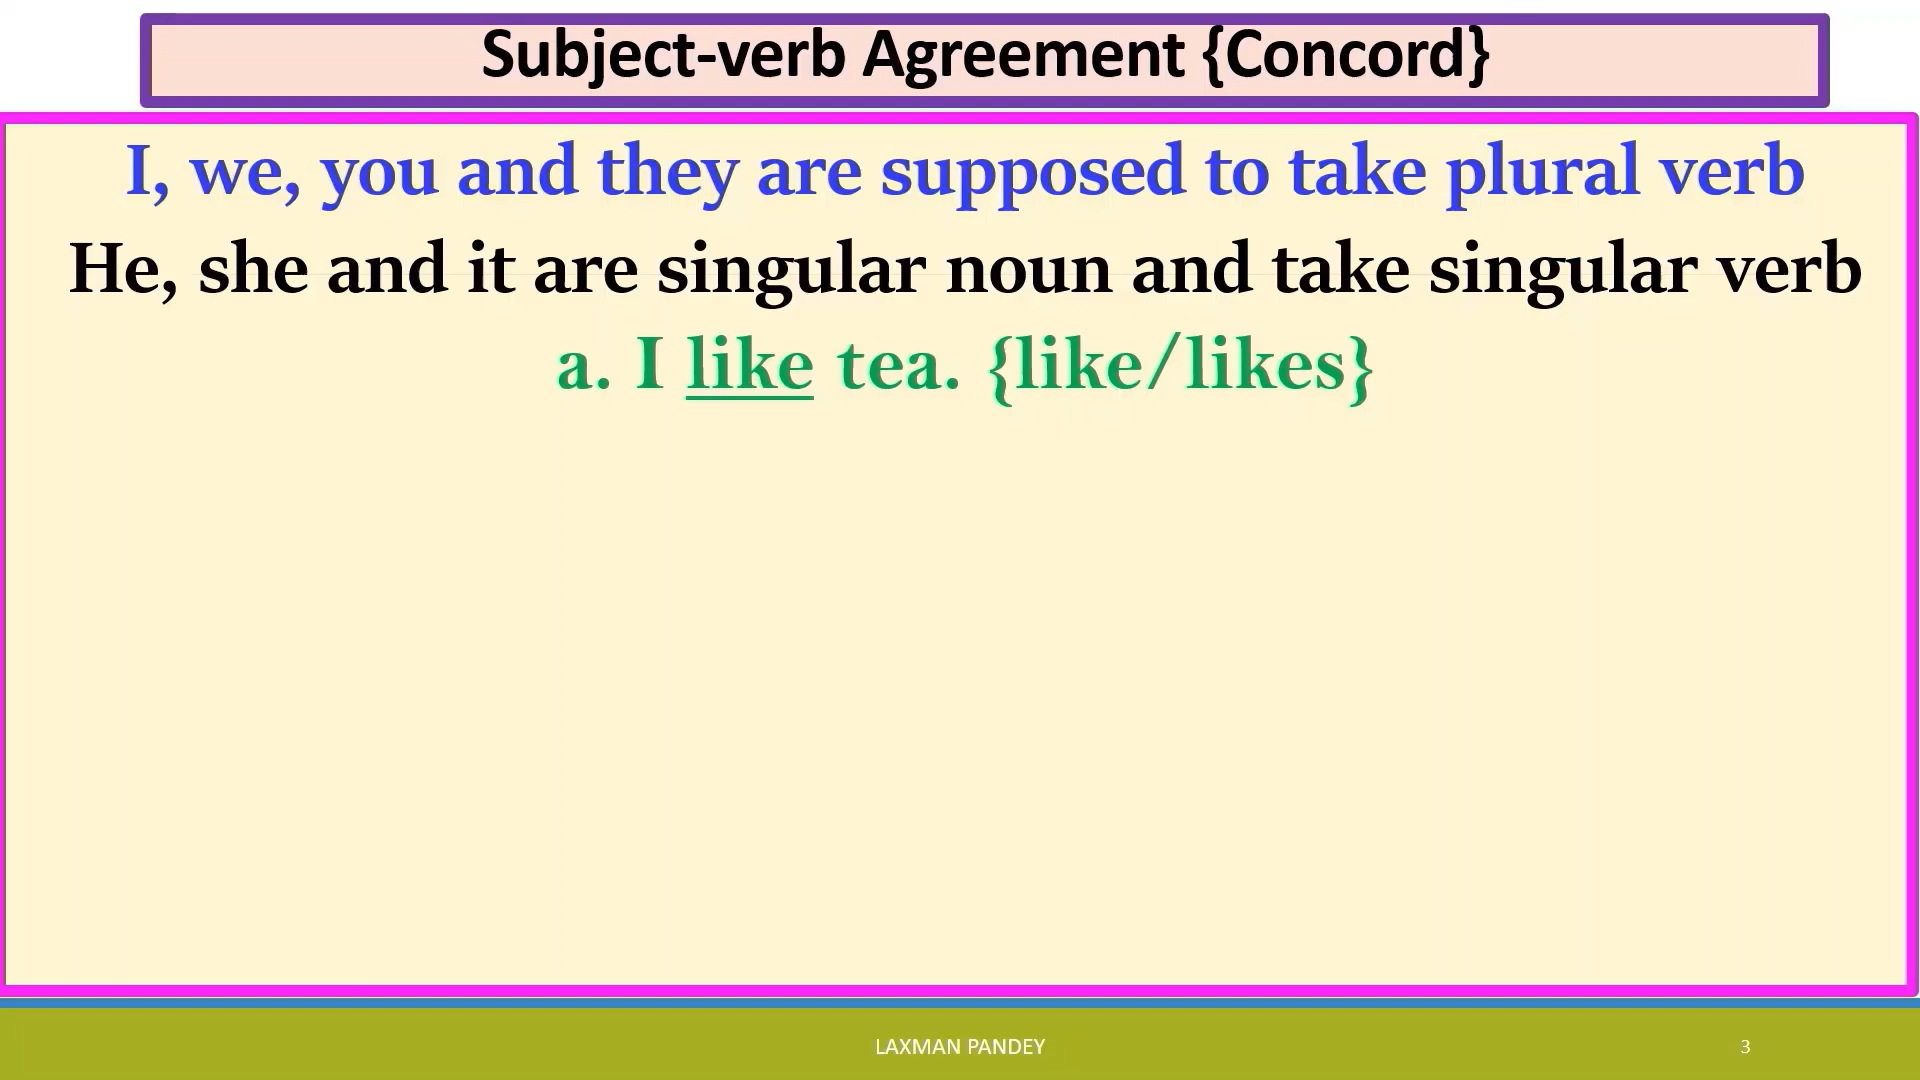 Subject-verb Agreement {Concord}
I, we, you and they are supposed to take plural verb
He, she and it are singular noun and take singular verb
a. I like tea. {like/likes}
LAXMAN PANDEY
3